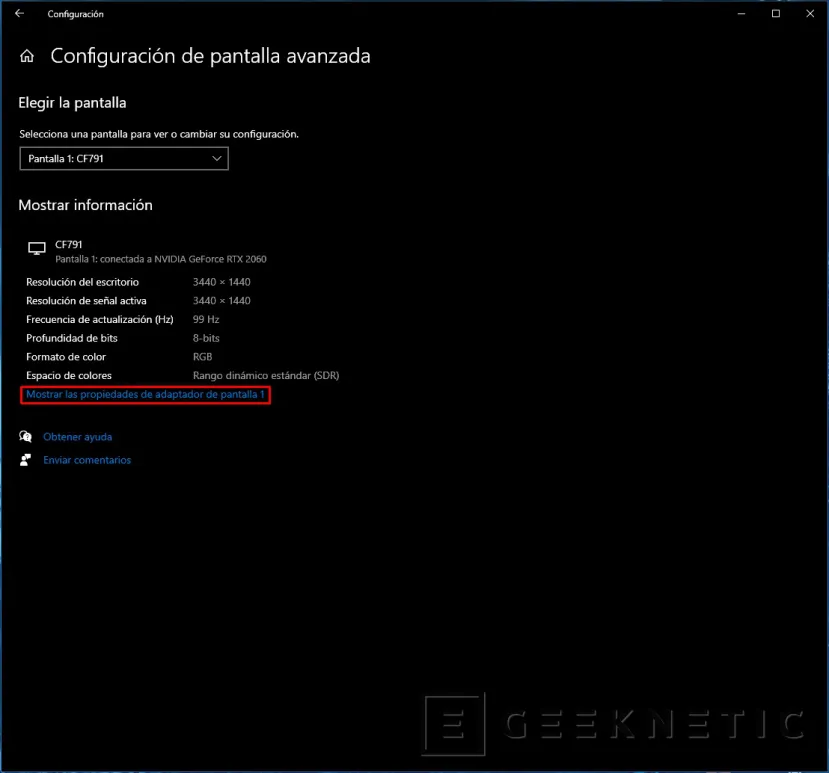 Configuración
Configuración de pantalla avanzada
Elegir la pantalla
Selecciona una pantalla para ver o cambiar su configuración.
Pantalla 1: CF791
Mostrar información
CF791
Pantalla 1: conectada a NVIDIA GeForce RTX 2060
Resolución del escritorio 3440 × 1440
Resolución de señal activa 3440 × 1440
Frecuencia de actualización (Hz) 99 Hz
Profundidad de bits 8-bits
Formato de color RGB
Espacio de colores Rango dinámico estándar (SDR)
Mostrar las propiedades de adaptador de pantalla 1
Obtener ayuda
Enviar comentarios
E GEEKNETIC